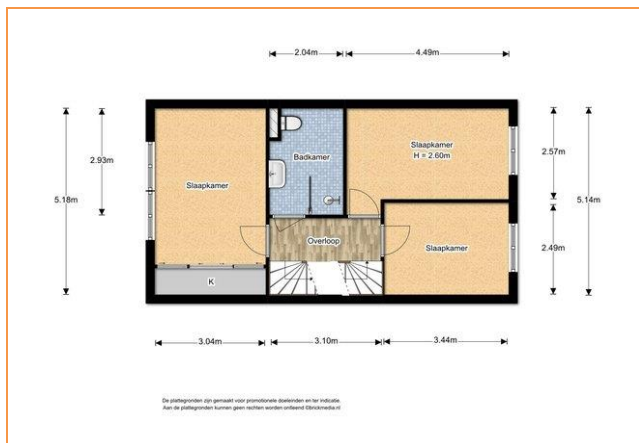 2.04m
4.49m
2.93m
5.18m
Slaapkamer
Badkamer
Slaapkamer
H = 2.60m
2.57m
5.14m
Overloop
Slaapkamer
2.49m
K
3.04m
3.10m
3.44m
De plattegronden zijn gemaakt voor promotionele doeleinden en ter indicatie.
Aan de plattegronden kunnen geen rechten worden ontleend ©brickmedia.nl